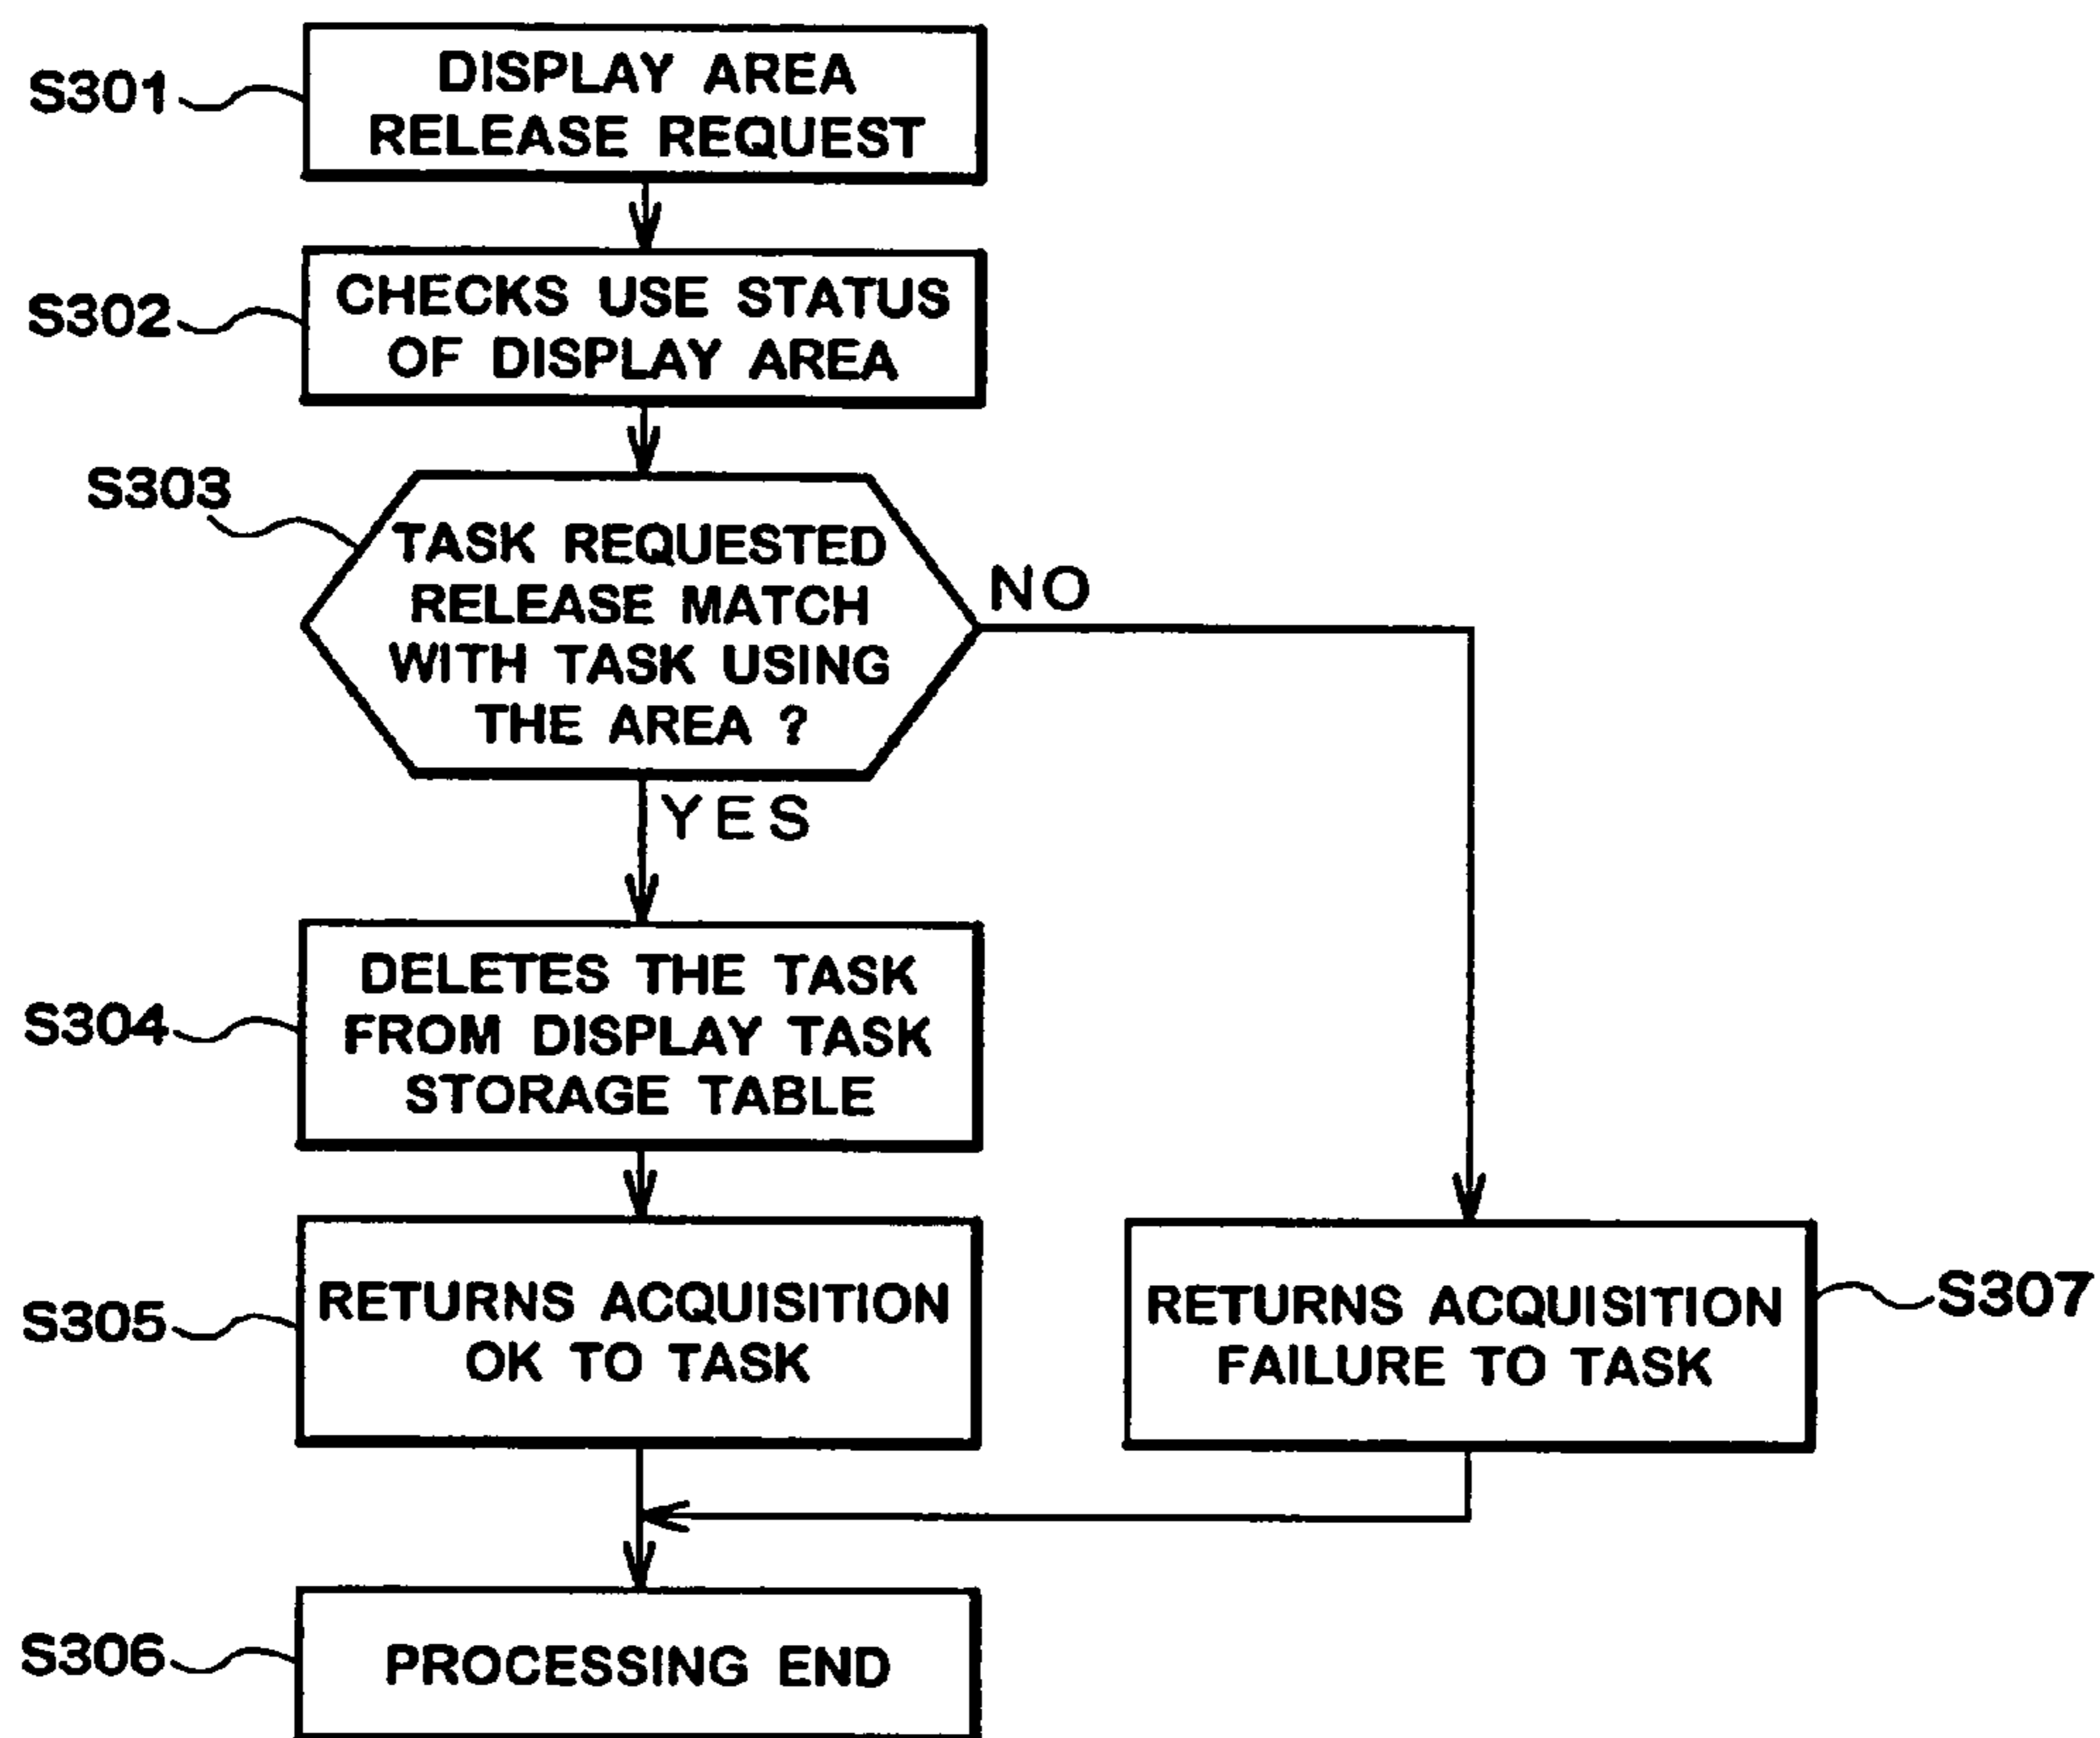 S301
DISPLAY AREA
RELEASE REQUEST
S302
CHECKS USE STATUS
OF DISPLAY AREA
S303
TASK REQUESTED
RELEASE MATCH
WITH TASK USING
THE AREA ?
NO
YES
S304
DELETES THE TASK
FROM DISPLAY TASK
STORAGE TABLE
S305
RETURNS ACQUISITION
OK TO TASK
RETURNS ACQUISITION
FAILURE TO TASK
S307
S306
PROCESSING END